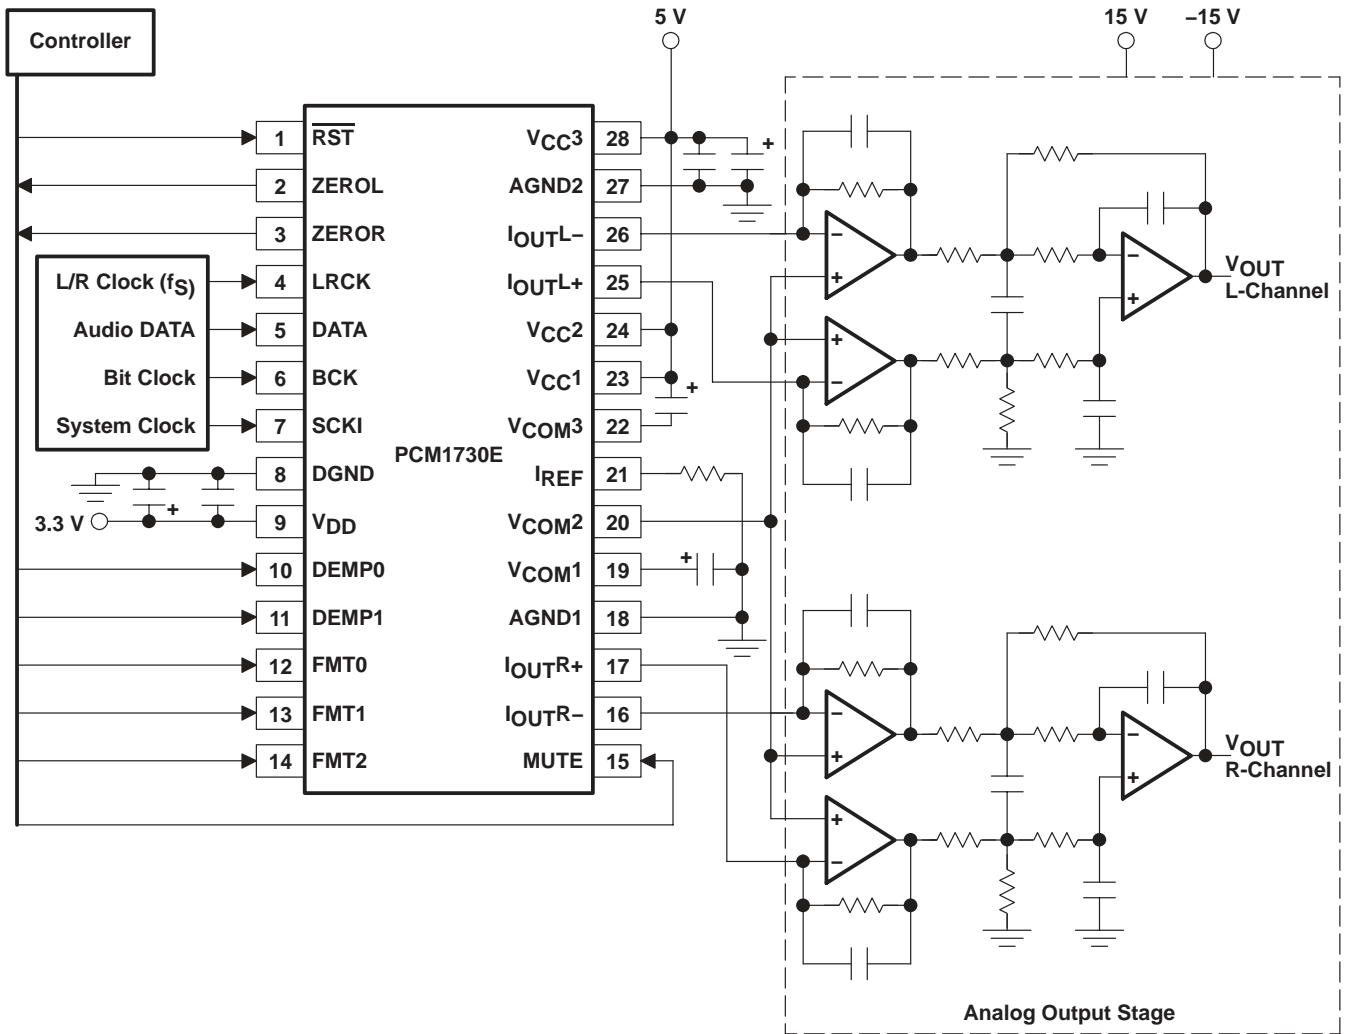 5 V
15 V
–15 V
Controller
1 RST VCC3 28
+
2 ZEROL AGND2 27
3 ZEROR IOUTL– 26
–
L/R Clock (fS) 4 LRCK IOUTL+ 25
+
–
+
VOUT
L-Channel
Audio DATA 5 DATA VCC2 24
+
Bit Clock 6 BCK VCC1 23
–
+
System Clock 7 SCKI VCOM3 22
PCM1730E
8 DGND IREF 21
+
3.3 V 9 VDD VCOM2 20
10 DEMP0 VCOM1 19
+
11 DEMP1 AGND1 18
12 FMT0 IOUTR+ 17
13 FMT1 IOUTR– 16
–
14 FMT2 MUTE 15
+
–
+
VOUT
R-Channel
+
–
Analog Output Stage